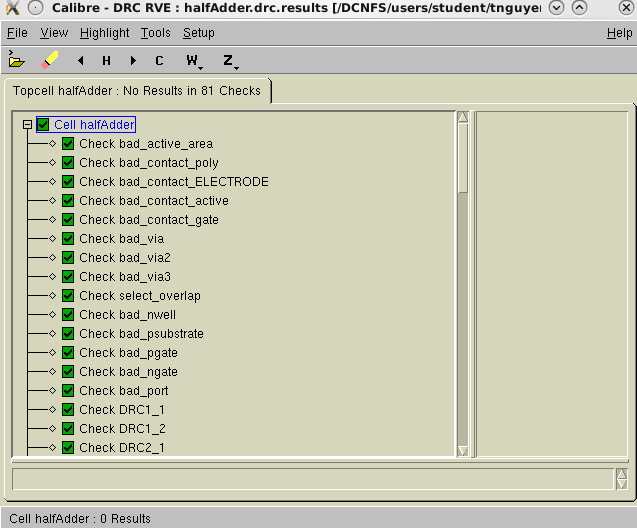 Calibre - DRC RVE : halfAdder.drc.results [/DCNFS/users/student/tnguye
File View Highlight Tools Setup Help
H C W Z
Topcell halfAdder : No Results in 81 Checks
Cell halfAdder
Check bad_active_area
Check bad_contact_poly
Check bad_contact_ELECTRODE
Check bad_contact_active
Check bad_contact_gate
Check bad_via
Check bad_via2
Check bad_via3
Check select_overlap
Check bad_nwell
Check bad_psubstrate
Check bad_pgate
Check bad_ngate
Check bad_port
Check DRC1_1
Check DRC1_2
Check DRC2_1
Cell halfAdder : 0 Results